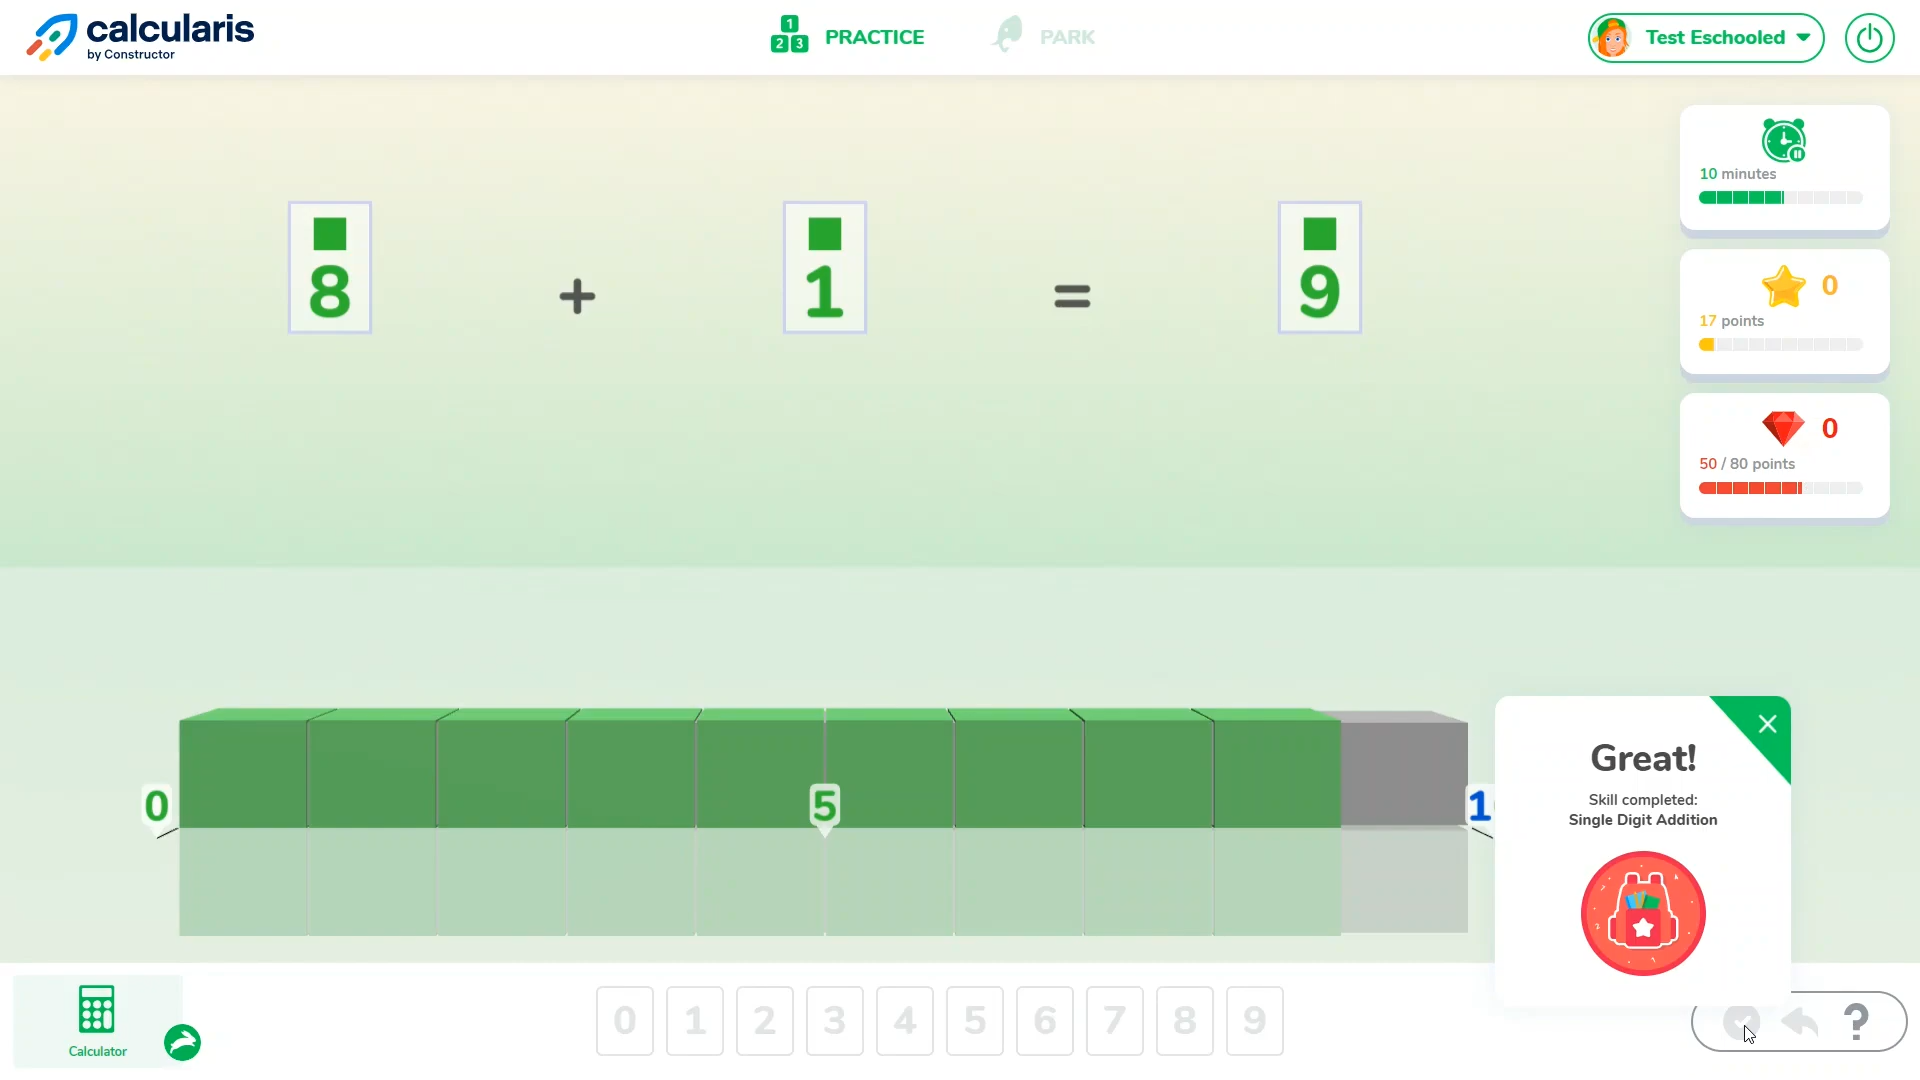 calcularis
by Constructor
1
2 3
PRACTICE
PARK
Test Eschooled
10 minutes
0
17 points
0
50 / 80 points
8 + 1 = 9
0
5
1
Great!
Skill completed:
Single Digit Addition
Calculator
0 1 2 3 4 5 6 7 8 9
?